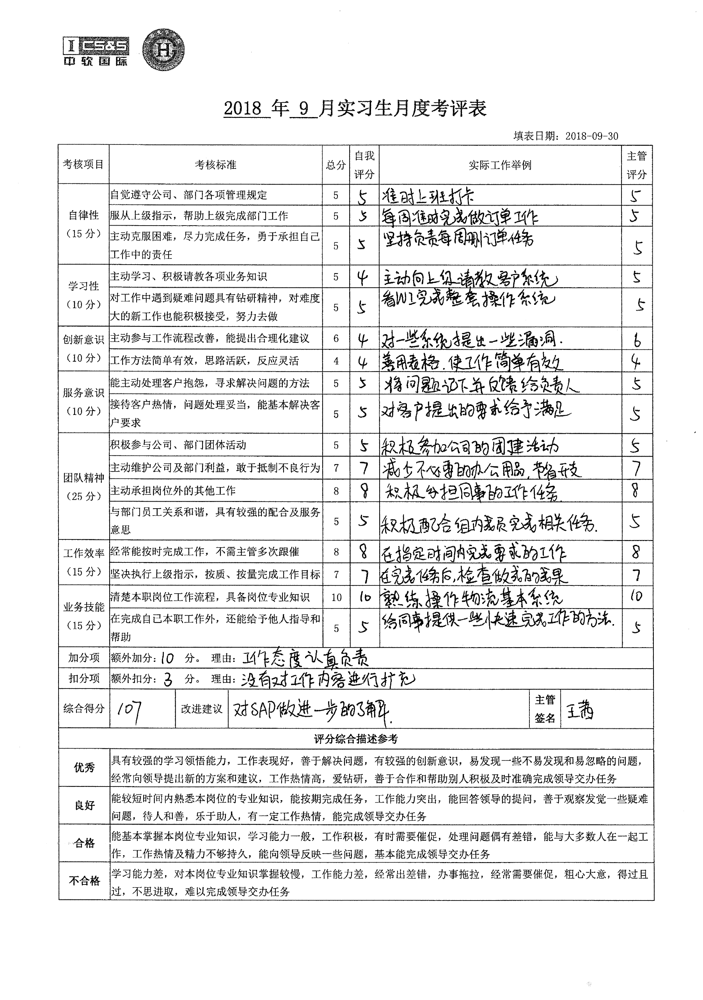 I CS&S
中软国际
H
2018 年 9 月实习生月度考评表
填表日期：2018-09-30
考核项目 考核标准 总分 自我评分 实际工作举例 主管评分
自律性（15 分）
自觉遵守公司、部门各项管理规定 5 5 准时上班打卡 5
服从上级指示，帮助上级完成部门工作 5 5 每周准时完成做订单工作 5
主动克服困难，尽力完成任务，勇于承担自己
工作中的责任 5 5 坚持负责每周删订单任务 5
学习性（10 分）
主动学习、积极请教各项业务知识 5 4 主动向上级请教客户系统 5
对工作中遇到疑难问题具有钻研精神，对难度
大的新工作也能积极接受，努力去做 5 5 看WI完成整套操作系统 5
创新意识（10 分）
主动参与工作流程改善，能提出合理化建议 6 4 对一些系统提出一些漏洞. 6
工作方法简单有效，思路活跃，反应灵活 4 4 善用表格.使工作简单有效 4
服务意识（10 分）
能主动处理客户抱怨，寻求解决问题的方法 5 5 将问题记下并反馈给负责人 5
接待客户热情，问题处理妥当，能基本解决客
户要求 5 5 对客户提出的要求给予满足 5
团队精神（25 分）
积极参与公司、部门团体活动 5 5 积极参加公司的团建活动 5
主动维护公司及部门利益，敢于抵制不良行为 7 7 减少不必要的办公用品,节省开支 7
主动承担岗位外的其他工作 8 8 积极分担同事的工作任务. 8
与部门员工关系和谐，具有较强的配合及服务
意思 5 5 积极配合组内成员完成相关任务. 5
工作效率（15 分）
经常能按时完成工作，不需主管多次跟催 8 8 在指定时间内完成要求的工作 8
坚决执行上级指示，按质、按量完成工作目标 7 7 在完成任务后,检查做成的成果 7
业务技能（15 分）
清楚本职岗位工作流程，具备岗位专业知识 10 10 熟练操作物流基本系统 10
在完成自己本职工作外，还能给予他人指导和
帮助 5 5 给同事提供一些快速完成工作的方法. 5
加分项 额外加分：10 分。 理由：工作态度认真负责
扣分项 额外扣分：3 分。 理由：没有对工作内容进行扩充
综合得分 107 改进建议 对SAP做进一步的了解. 主管签名 王茜
评分综合描述参考
优秀
具有较强的学习领悟能力，工作表现好，善于解决问题，有较强的创新意识，易发现一些不易发现和易忽略的问题，
经常向领导提出新的方案和建议，工作热情高，爱钻研，善于合作和帮助别人积极及时准确完成领导交办任务
良好
能较短时间内熟悉本岗位的专业知识，能按期完成任务，工作能力突出，能回答领导的提问，善于观察发觉一些疑难
问题，待人和善，乐于助人，有一定工作热情，能完成领导交办任务
合格
能基本掌握本岗位专业知识，学习能力一般，工作积极，有时需要催促，处理问题偶有差错，能与大多数人在一起工
作，工作热情及精力不够持久，能向领导反映一些问题，基本能完成领导交办任务
不合格
学习能力差，对本岗位专业知识掌握较慢，工作能力差，经常出差错，办事拖拉，经常需要催促，粗心大意，得过且
过，不思进取，难以完成领导交办任务